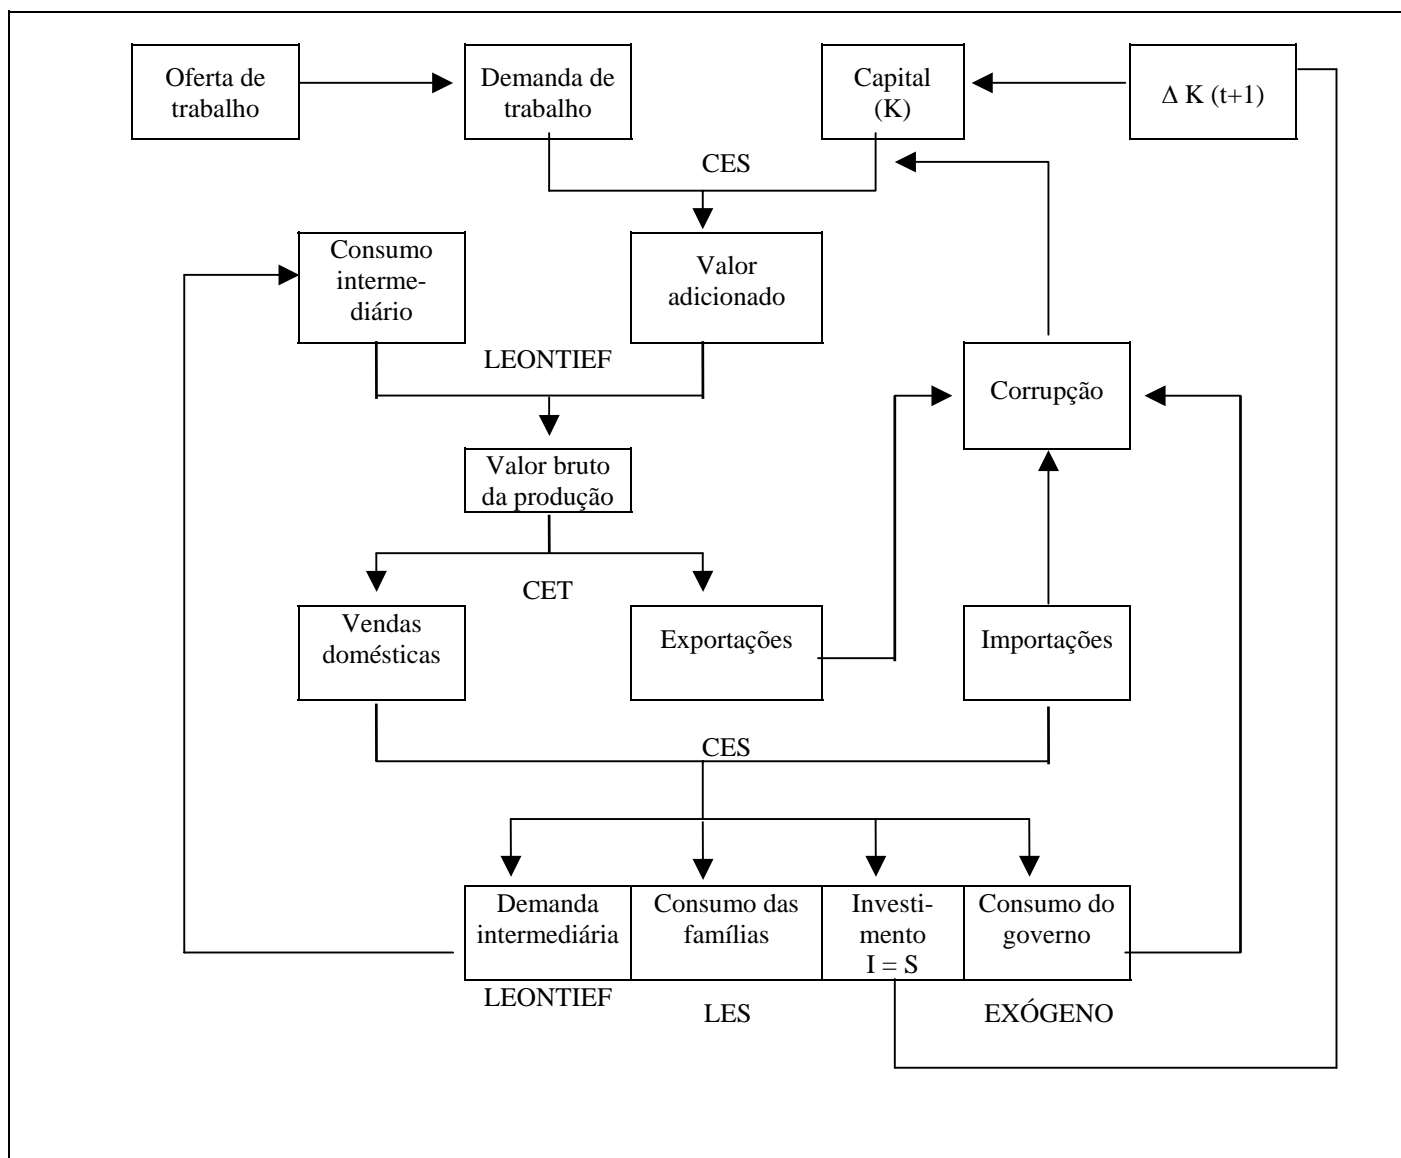 Oferta de
trabalho
Demanda de
trabalho
Capital
(K)
Δ K (t+1)
CES
Consumo
interme-
diário
Valor
adicionado
LEONTIEF
Corrupção
Valor bruto
da produção
CET
Vendas
domésticas
Exportações
Importações
CES
Demanda
intermediária
Consumo das
famílias
Investi-
mento
I = S
Consumo do
governo
LEONTIEF
LES
EXÓGENO